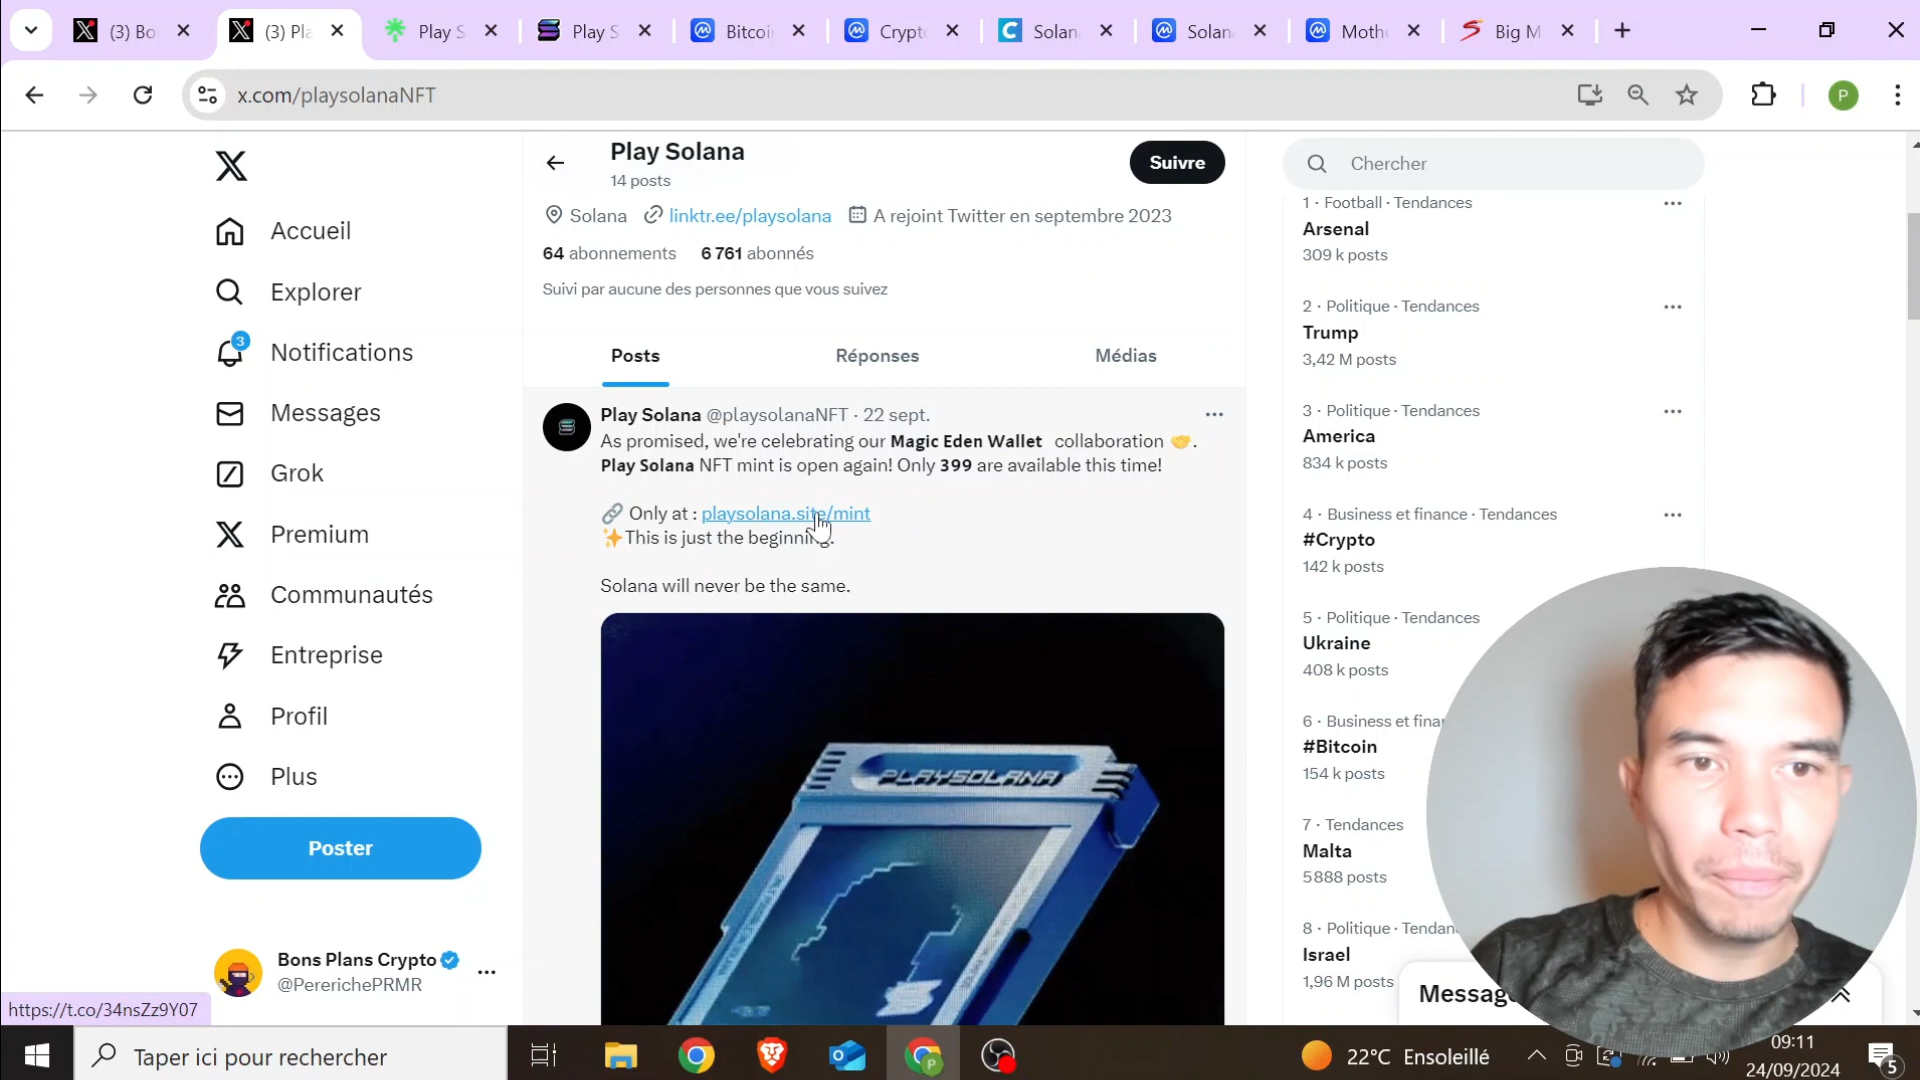 (3) Bo
(3) Pla
Play S
Play S
Bitcoi
Crypt
Solan
Solan
Moth
Big M
x.com/playsolanaNFT
Play Solana
14 posts
Suivre
Solana linktr.ee/playsolana A rejoint Twitter en septembre 2023
64 abonnements 6 761 abonnés
Suivi par aucune des personnes que vous suivez
Posts Réponses Médias
Play Solana @playsolanaNFT · 22 sept.
As promised, we're celebrating our Magic Eden Wallet collaboration 🤝.
Play Solana NFT mint is open again! Only 399 are available this time!
🔗 Only at : playsolana.site/mint
✨This is just the beginning.
Solana will never be the same.
PLAYSOLANA
X
Accueil
Explorer
3
Notifications
Messages
Grok
Premium
Communautés
Entreprise
Profil
Plus
Poster
Bons Plans Crypto
@PererichePRMR
https://t.co/34nsZz9Y07
Chercher
1 · Football · Tendances
Arsenal
309 k posts
2 · Politique · Tendances
Trump
3,42 M posts
3 · Politique · Tendances
America
834 k posts
4 · Business et finance · Tendances
#Crypto
142 k posts
5 · Politique · Tendances
Ukraine
408 k posts
6 · Business et finar
#Bitcoin
154 k posts
7 · Tendances
Malta
5 888 posts
8 · Politique · Tendan
Israel
1,96 M posts
Messag
P
Taper ici pour rechercher
22°C Ensoleillé
09:11
24/09/2024
5